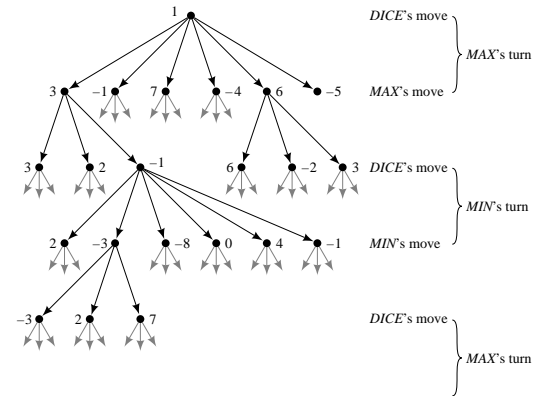 1 DICE's move
MAX's turn
3 −1 7 −4 6 −5 MAX's move
3 2 −1 6 −2 3 DICE's move
MIN's turn
2 −3 −8 0 4 −1 MIN's move
−3 2 7 DICE's move
MAX's turn